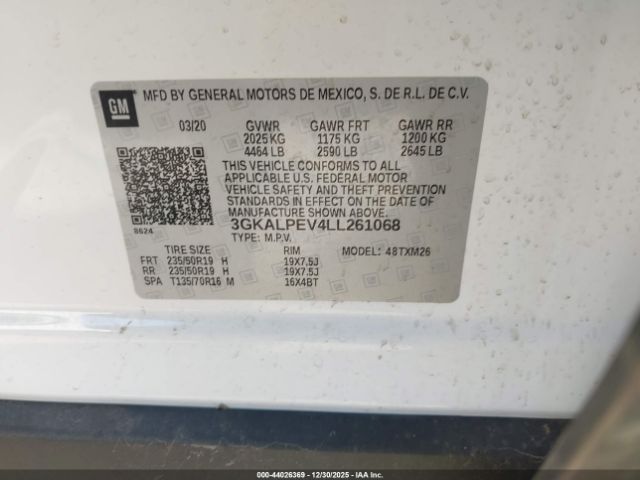 GM
MFD BY GENERAL MOTORS DE MEXICO, S. DE R.L. DE C.V.
03/20 GVWR GAWR FRT GAWR RR
2025 KG 1175 KG 1200 KG
4464 LB 2590 LB 2645 LB
THIS VEHICLE CONFORMS TO ALL
APPLICABLE U.S. FEDERAL MOTOR
VEHICLE SAFETY AND THEFT PREVENTION
STANDARDS IN EFFECT ON THE DATE
OF MANUFACTURE SHOWN ABOVE.
8624
3GKALPEV4LL261068
TYPE: M.P.V. MODEL: 48TXM26
TIRE SIZE RIM
FRT 235/50R19 H 19X7.5J
RR 235/50R19 H 19X7.5J
SPA T135/70R16 M 16X4BT
000-44026369 - 12/30/2025 - IAAI.COM